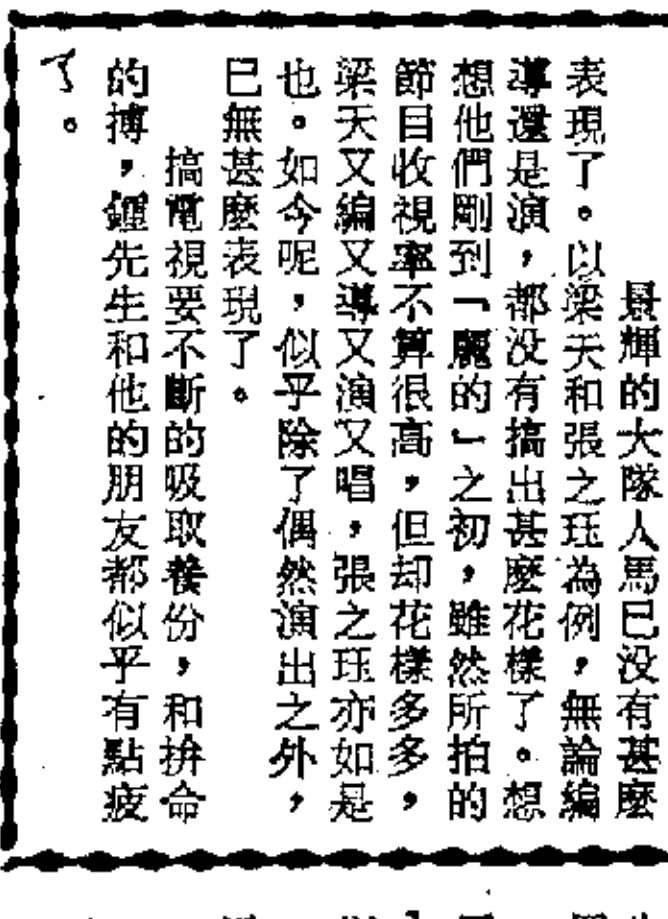 景輝的大隊人馬已没有甚麼
表現了。以梁天和張之珏為例，無論編
導還是演，都没有搞出甚麼花樣了。想
想他們剛到「麗的」之初，雖然所拍的
節目收視率不算很高，但却花樣多多，
梁天又編又導又演又唱，張之珏亦如是
也。如今呢，似乎除了偶然演出之外，
已無甚麼表現了。
搞電視要不斷的吸取養份，和拚命
的搏，鍾先生和他的朋友都似乎有點疲
了。